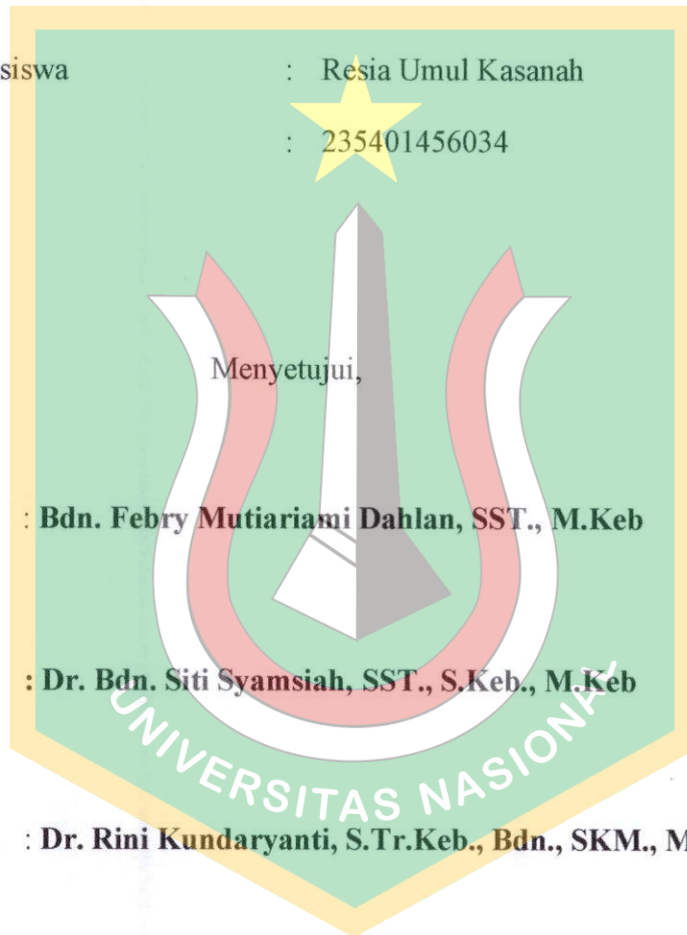 siswa : Resia Umul Kasanah
: 235401456034
Menyetujui,
: Bdn. Febry Mutiariami Dahlan, SST., M.Keb
: Dr. Bdn. Siti Syamsiah, SST., S.Keb., M.Keb
: Dr. Rini Kundaryanti, S.Tr.Keb., Bdn., SKM., M
UNIVERSITAS NASIONAL